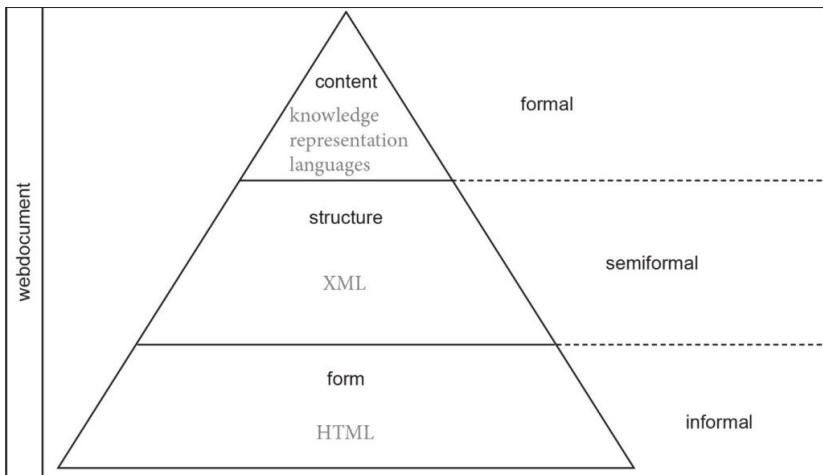 webdocument
content
knowledge
representation
languages
formal
structure
XML
semiformal
form
HTML
informal